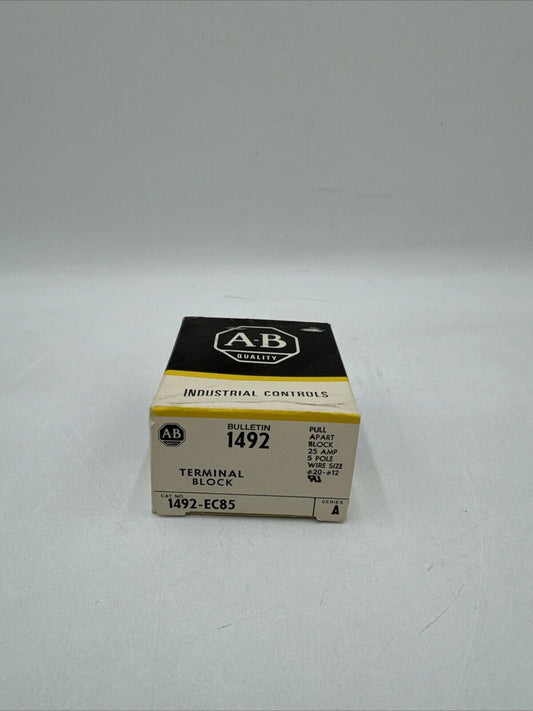 A-B
QUALITY
INDUSTRIAL CONTROLS
AB
BULLETIN
1492
TERMINAL
BLOCK
PULL
APART
BLOCK
25 AMP
5 POLE
WIRE SIZE
#20-#12
CAT. NO.
1492-EC85
SERIES
A